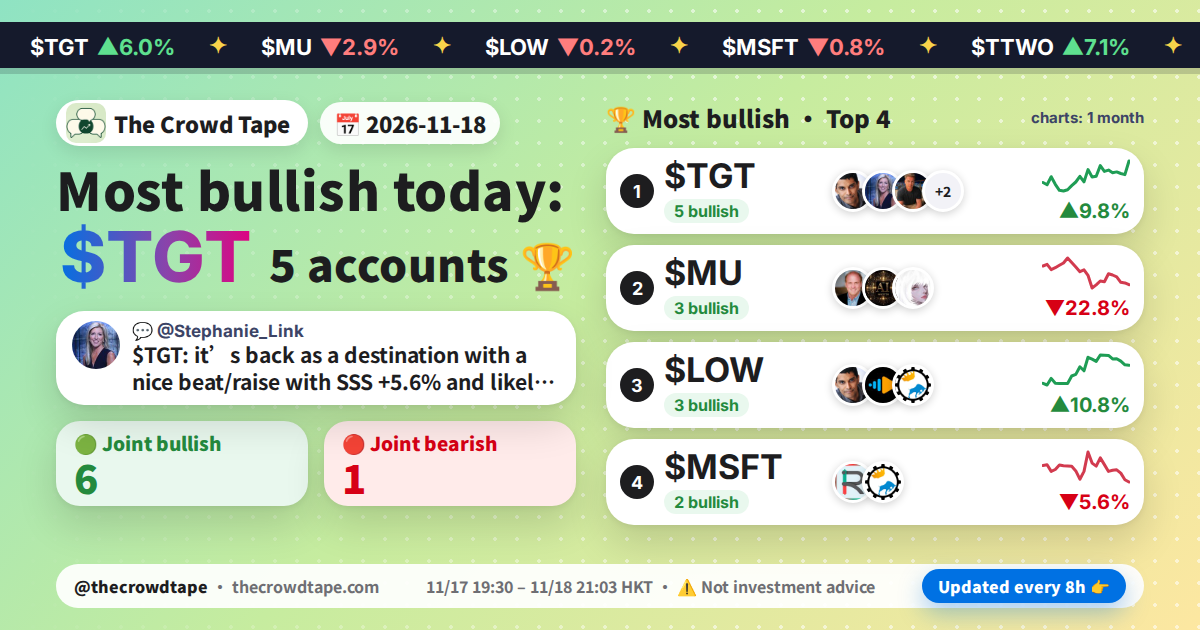 $TGT ▲6.0% ✦ $MU ▼2.9% ✦ $LOW ▼0.2% ✦ $MSFT ▼0.8% ✦ $TTWO ▲7.1% ✦
The Crowd Tape
📅 2026-11-18
Most bullish today:
$TGT 5 accounts 🏆
💬 @Stephanie_Link
$TGT: it’s back as a destination with a
nice beat/raise with SSS +5.6% and likel…
🟢 Joint bullish
6
🔴 Joint bearish
1
🏆 Most bullish • Top 4
charts: 1 month
1
$TGT
5 bullish
+2
▲9.8%
2
$MU
3 bullish
▼22.8%
3
$LOW
3 bullish
▲10.8%
4
$MSFT
2 bullish
R
▼5.6%
@thecrowdtape • thecrowdtape.com
11/17 19:30 – 11/18 21:03 HKT • ⚠️ Not investment advice
Updated every 8h 👉